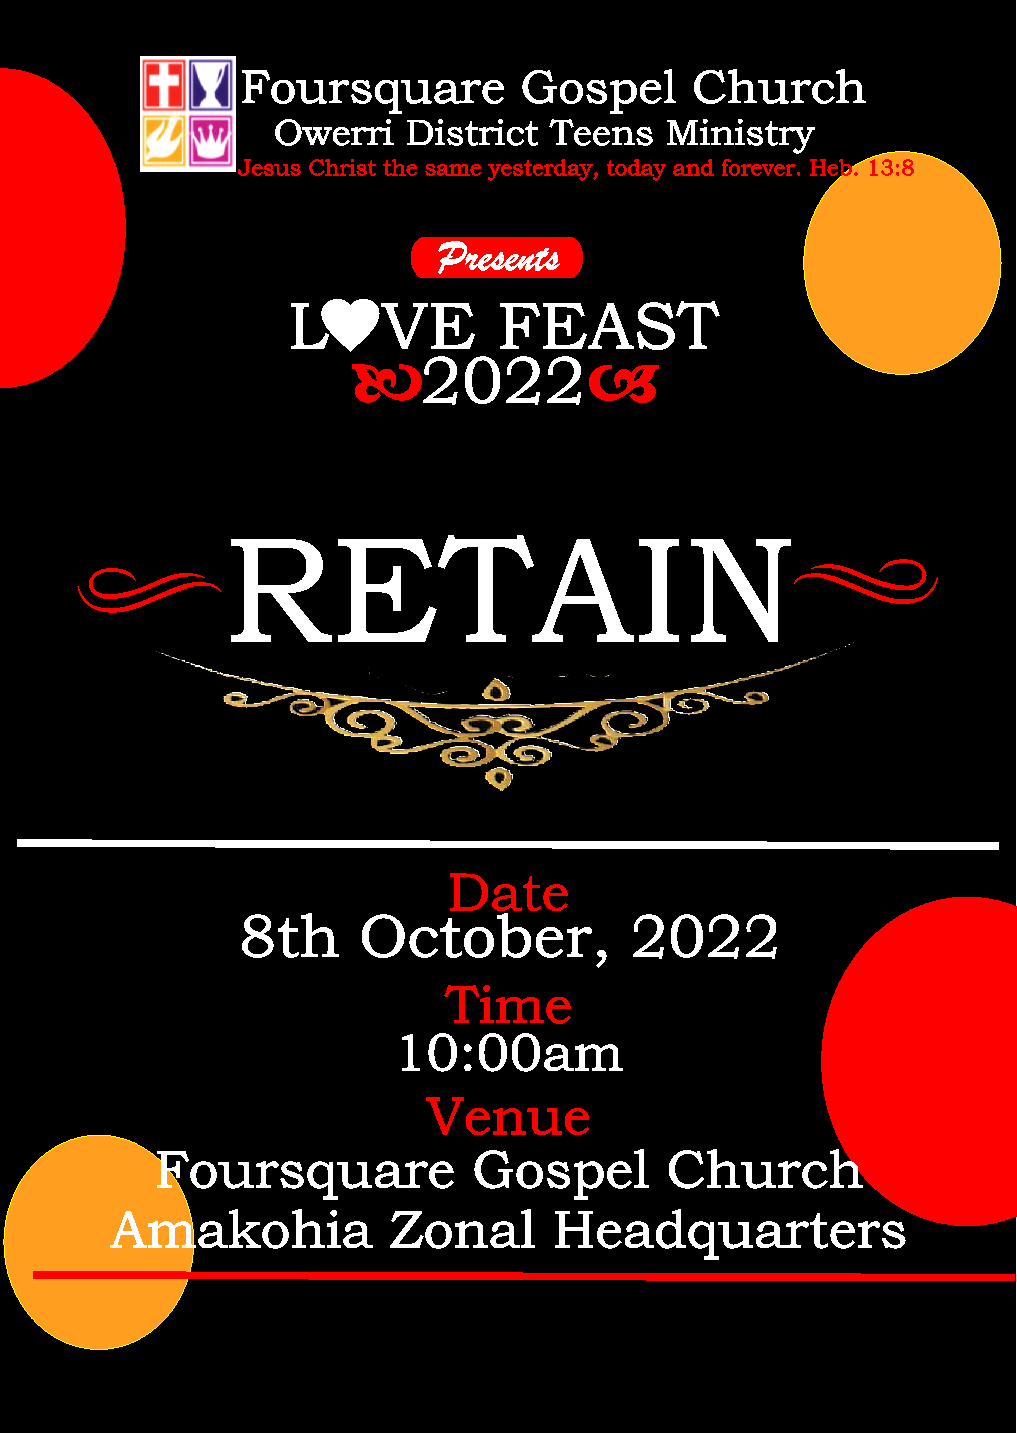 Foursquare Gospel Church
Owerri District Teens Ministry
Jesus Christ the same yesterday, today and forever. Heb. 13:8
Presents
L♥VE FEAST
2022
RETAIN
Date
8th October, 2022
Time
10:00am
Venue
Foursquare Gospel Church
Amakohia Zonal Headquarters